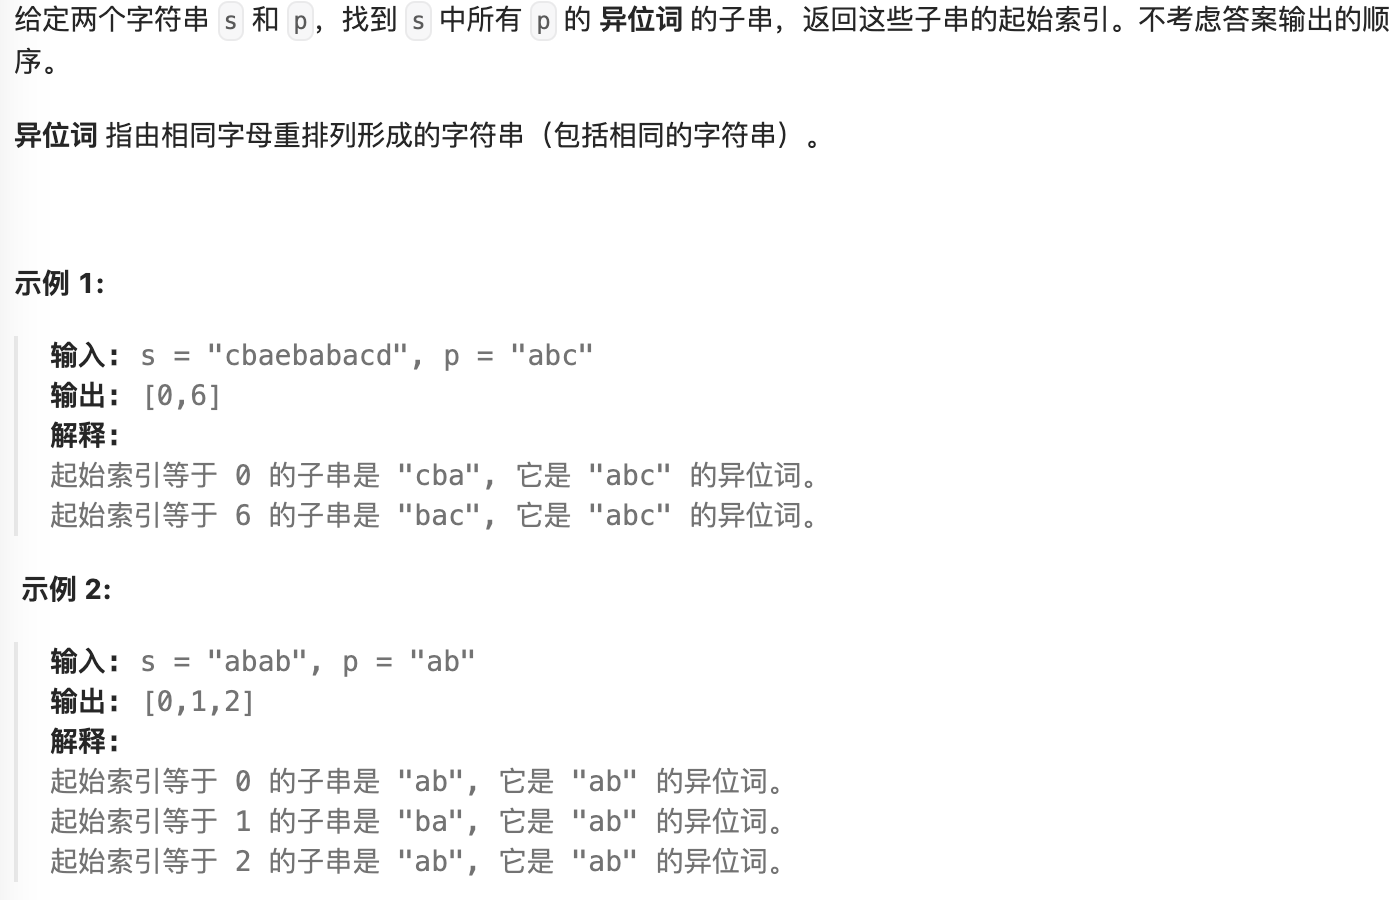 给定两个字符串 s 和 p，找到 s 中所有 p 的 异位词 的子串，返回这些子串的起始索引。不考虑答案输出的顺
序。
异位词 指由相同字母重排列形成的字符串（包括相同的字符串）。
示例 1:
输入: s = "cbaebabacd", p = "abc"
输出: [0,6]
解释:
起始索引等于 0 的子串是 "cba", 它是 "abc" 的异位词。
起始索引等于 6 的子串是 "bac", 它是 "abc" 的异位词。
示例 2:
输入: s = "abab", p = "ab"
输出: [0,1,2]
解释:
起始索引等于 0 的子串是 "ab", 它是 "ab" 的异位词。
起始索引等于 1 的子串是 "ba", 它是 "ab" 的异位词。
起始索引等于 2 的子串是 "ab", 它是 "ab" 的异位词。